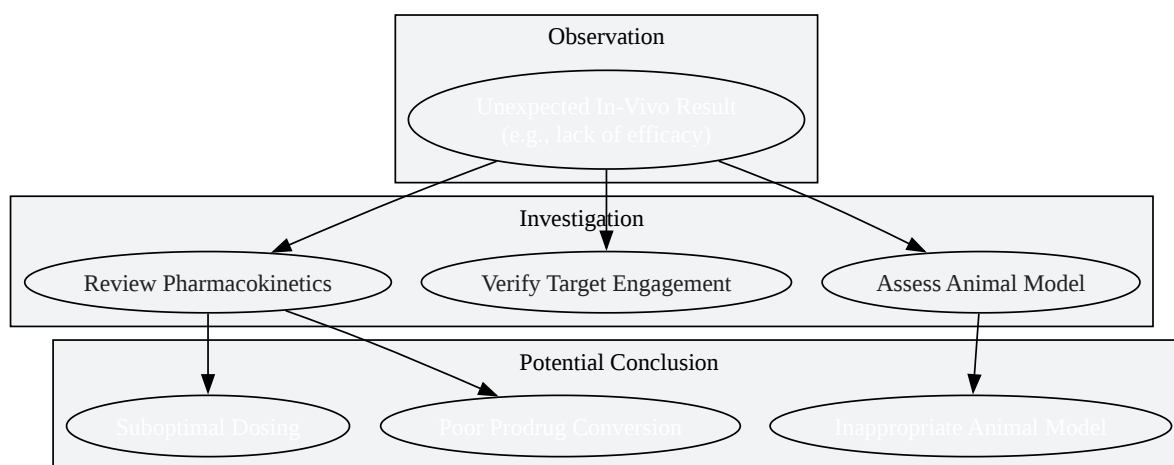 Observation
Unexpected In-Vivo Result
(e.g., lack of efficacy)
Investigation
Review Pharmacokinetics
Verify Target Engagement
Assess Animal Model
Potential Conclusion
Suboptimal Dosing
Poor Prodrug Conversion
Inappropriate Animal Model